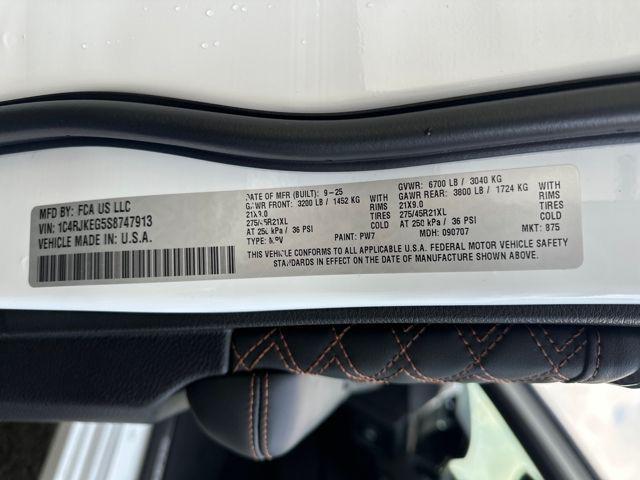 MFD BY: FCA US LLC
VIN: 1C4RJKEG5S8747913
VEHICLE MADE IN U.S.A.
DATE OF MFR (BUILT): 9-25
GAWR FRONT: 3200 LB / 1452 KG
21X9.0 RIMS
275/45R21XL TIRES
AT 250 kPa / 36 PSI COLD
TYPE: MPV PAINT: PW7
GVWR: 6700 LB / 3040 KG
GAWR REAR: 3800 LB / 1724 KG
21X9.0 RIMS
275/45R21XL TIRES
AT 250 kPa / 36 PSI COLD
MDH: 090707 MKT: 875
THIS VEHICLE CONFORMS TO ALL APPLICABLE U.S.A. FEDERAL MOTOR VEHICLE SAFETY
STANDARDS IN EFFECT ON THE DATE OF MANUFACTURE SHOWN ABOVE.